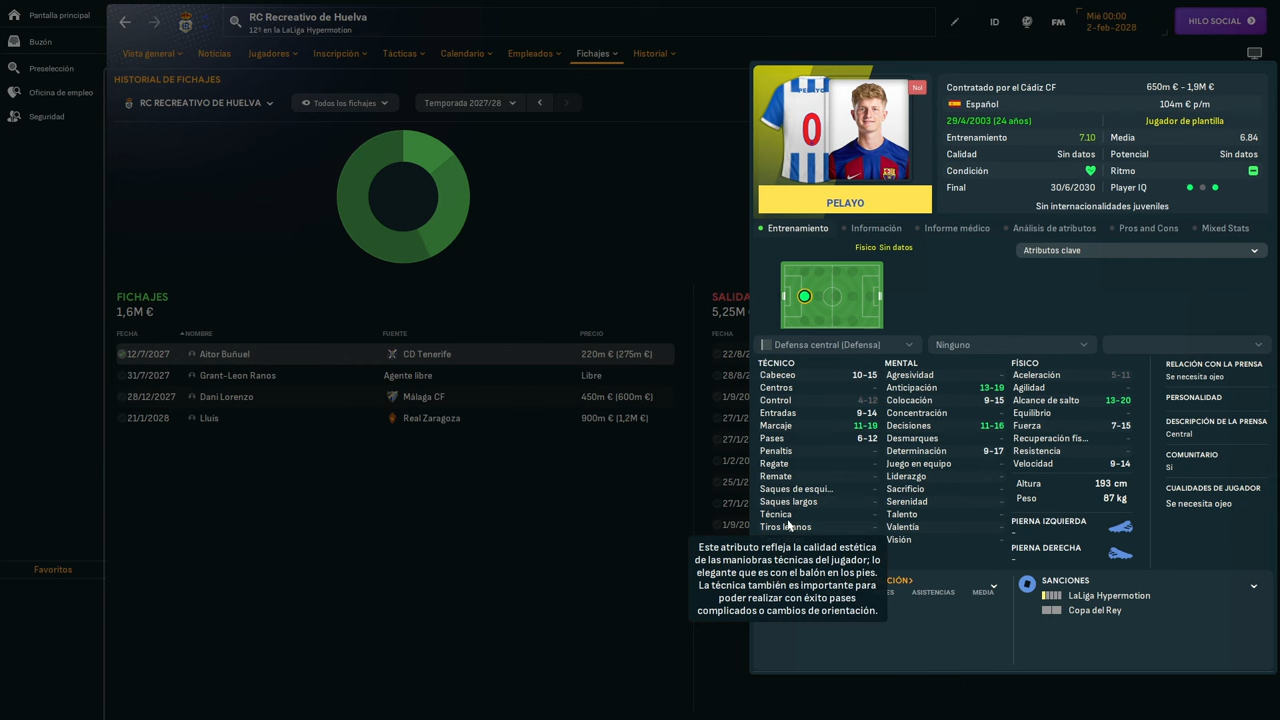 Página principal
RC Recreativo de Huelva
12º en la LaLiga Hypermotion
ID
FM
Mié 00:00
2-feb-2028
HILO SOCIAL
Buzón
Preselección
Oficina de empleo
Seguridad
Favoritos
Vista general
Noticias
Jugadores
Inscripción
Tácticas
Calendario
Empleados
Fichajes
Historial
HISTORIAL DE FICHAJES
RC RECREATIVO DE HUELVA
Todos los fichajes
Temporada 2027/28
FICHAJES
1,6M €
FECHA NOMBRE FUENTE PRECIO
12/7/2027 Aitor Buñuel CD Tenerife 220m € (275m €)
31/7/2027 Grant-Leon Ranos Agente libre Libre
28/12/2027 Dani Lorenzo Málaga CF 450m € (600m €)
21/1/2028 Lluis Real Zaragoza 900m € (1,2M €)
5,25M €
FECHA
22/8/
28/8/
1/9/20
27/1/2
27/1/2
1/2/20
25/1/2
27/1/2
1/9/20
PELAYO
0
No!
PELAYO
Contratado por el Cádiz CF 650m € - 1,9M €
Español 104m € p/m
29/4/2003 (24 años) Jugador de plantilla
Entrenamiento 7.10 Media 6.84
Calidad Sin datos Potencial Sin datos
Condición Ritmo
Final 30/6/2030 Player IQ
Sin internacionalidades juveniles
Entrenamiento
Información
Informe médico
Análisis de atributos
Pros and Cons
Mixed Stats
Físico Sin datos
Atributos clave
Defensa central (Defensa)
Ninguno
TÉCNICO
Cabeceo 10-15
Centros -
Control 4-12
Entradas 9-14
Marcaje 11-19
Pases 6-12
Penaltis -
Regate -
Remate -
Saques de esqui... -
Saques largos -
Técnica -
Tiros -
MENTAL
Agresividad -
Anticipación 13-19
Colocación 9-15
Concentración -
Decisiones 11-16
Desmarques -
Determinación 9-17
Juego en equipo -
Liderazgo -
Sacrificio -
Serenidad -
Talento -
Valentía -
Visión -
FÍSICO
Aceleración 5-11
Agilidad -
Alcance de salto 13-20
Equilibrio -
Fuerza 7-15
Recuperación fís... -
Resistencia -
Velocidad 9-14
Altura 193 cm
Peso 87 kg
PIERNA IZQUIERDA
-
PIERNA DERECHA
-
RELACIÓN CON LA PRENSA
Se necesita ojeo
PERSONALIDAD
DESCRIPCIÓN DE LA PRENSA
Central
COMUNITARIO
Sí
CUALIDADES DE JUGADOR
Se necesita ojeo
Este atributo refleja la calidad estética
de las maniobras técnicas del jugador; lo
elegante que es con el balón en los pies.
La técnica también es importante para
poder realizar con éxito pases
complicados o cambios de orientación.
ASISTENCIAS MEDIA
SANCIONES
LaLiga Hypermotion
Copa del Rey